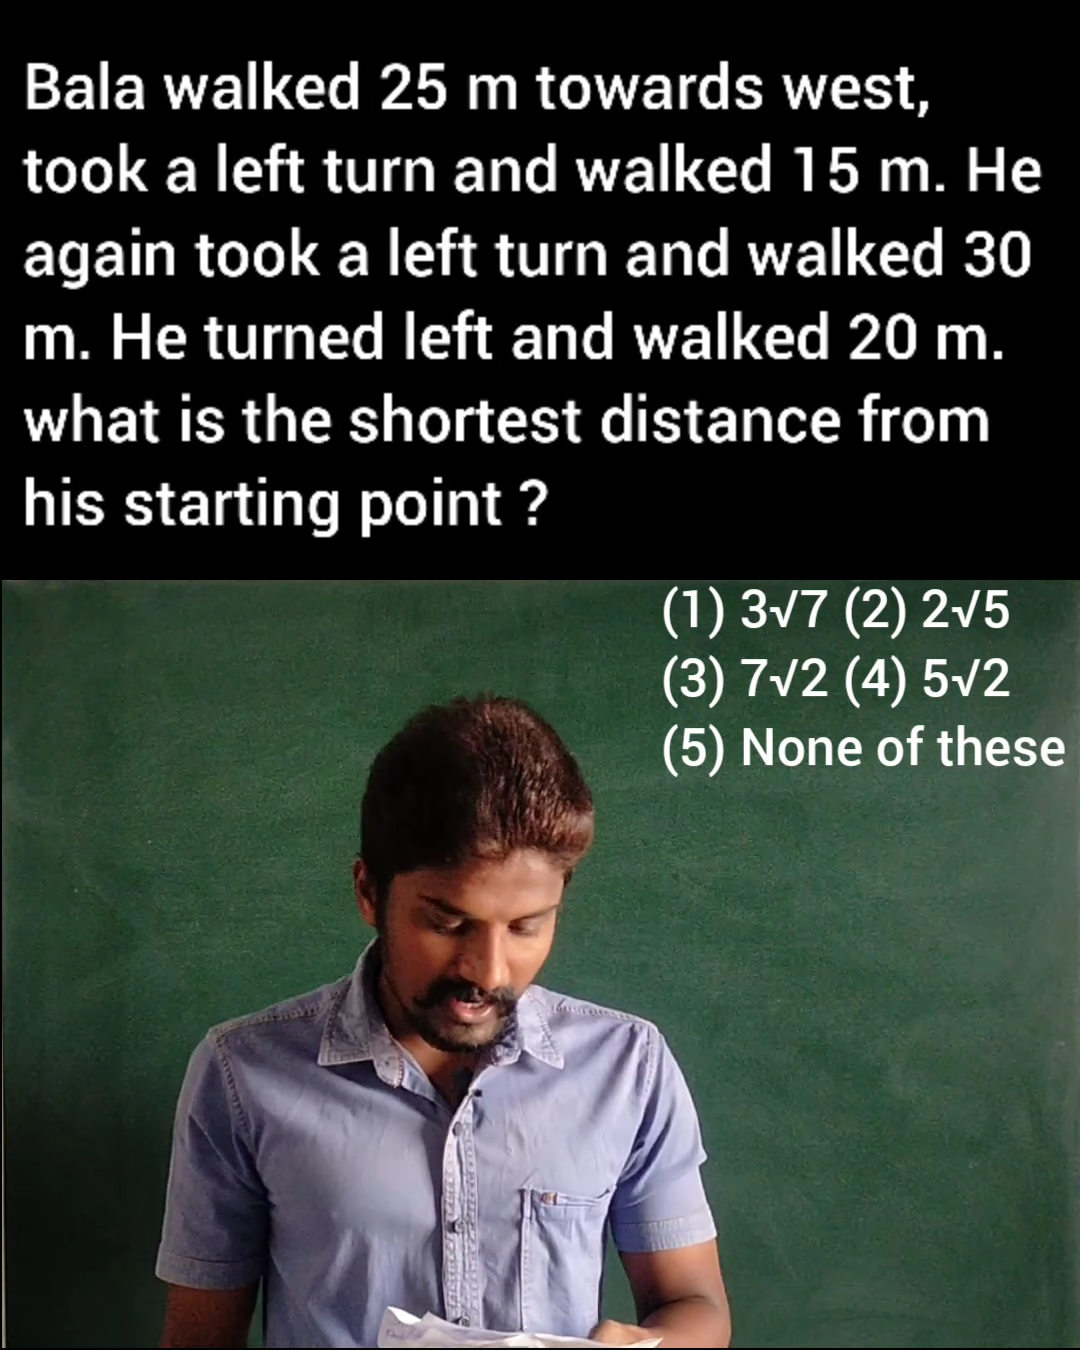 Bala walked 25 m towards west,
took a left turn and walked 15 m. He
again took a left turn and walked 30
m. He turned left and walked 20 m.
what is the shortest distance from
his starting point ?
(1) 3√7 (2) 2√5
(3) 7√2 (4) 5√2
(5) None of these